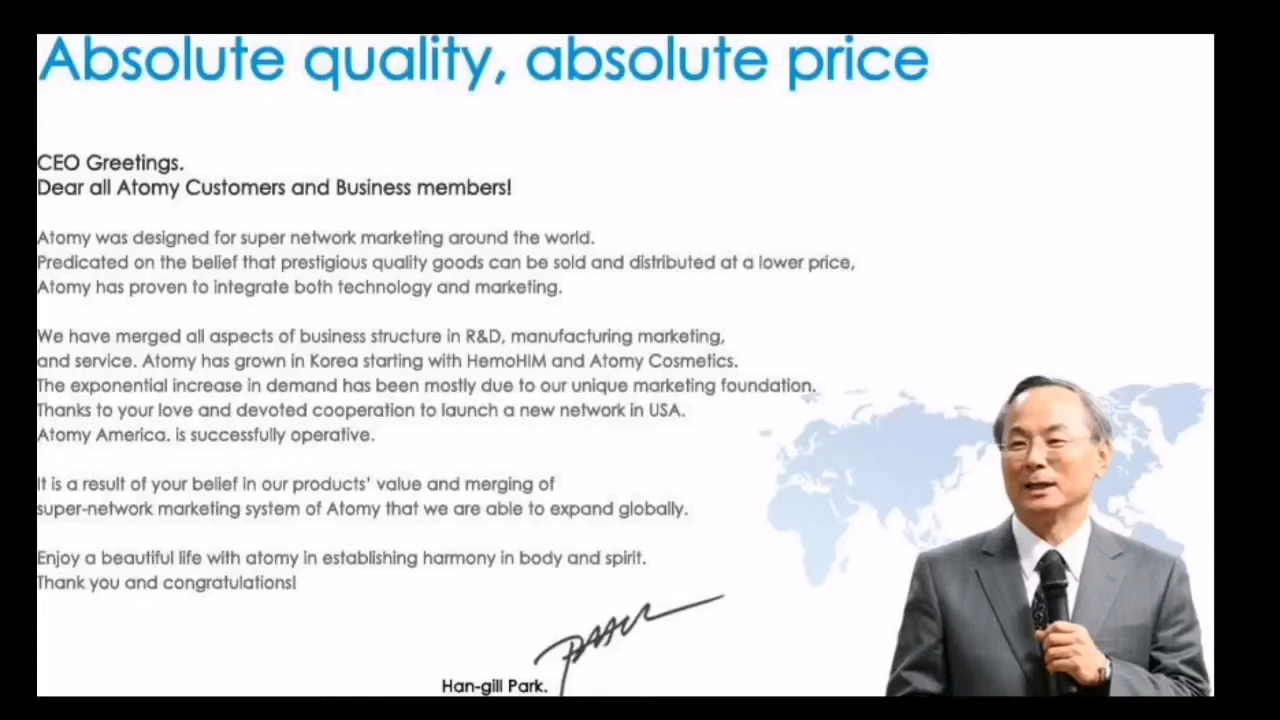 Absolute quality, absolute price
CEO Greetings.
Dear all Atomy Customers and Business members!
Atomy was designed for super network marketing around the world.
Predicated on the belief that prestigious quality goods can be sold and distributed at a lower price,
Atomy has proven to integrate both technology and marketing.
We have merged all aspects of business structure in R&D, manufacturing marketing,
and service. Atomy has grown in Korea starting with HemoHIM and Atomy Cosmetics.
The exponential increase in demand has been mostly due to our unique marketing foundation.
Thanks to your love and devoted cooperation to launch a new network in USA.
Atomy America. is successfully operative.
It is a result of your belief in our products' value and merging of
super-network marketing system of Atomy that we are able to expand globally.
Enjoy a beautiful life with atomy in establishing harmony in body and spirit.
Thank you and congratulations!
Han-gill Park.